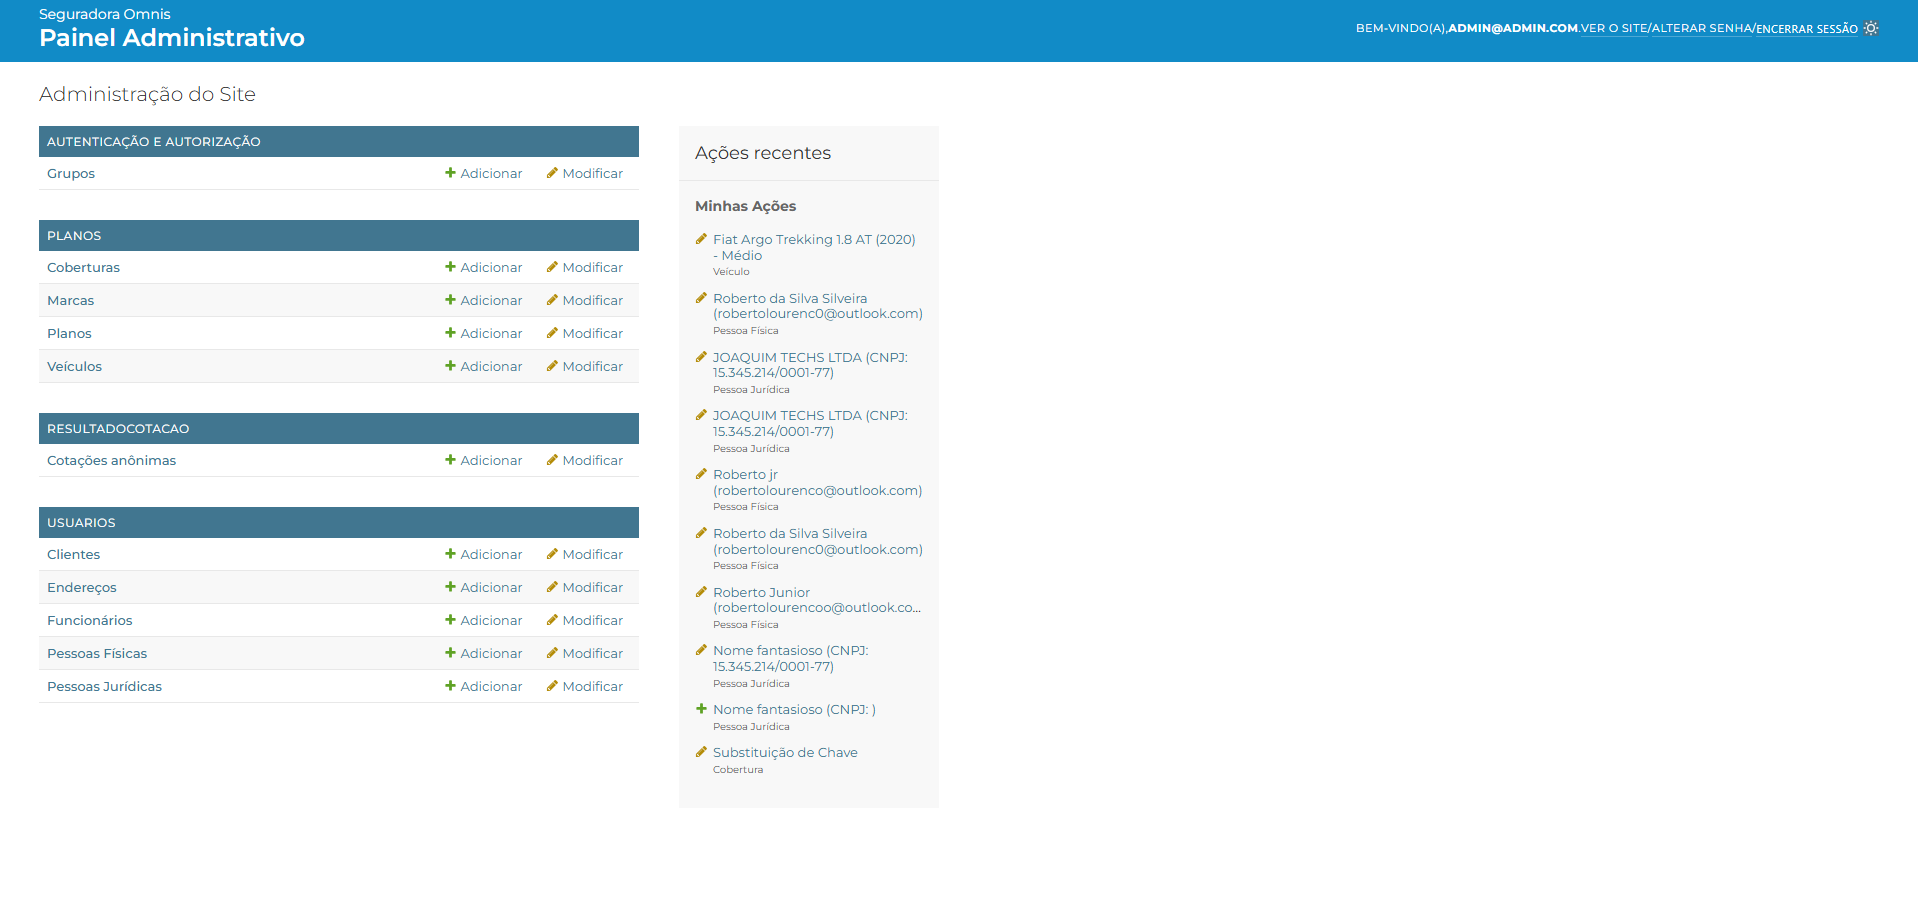 Seguradora Omnis
Painel Administrativo
BEM-VINDO(A),ADMIN@ADMIN.COM.VER O SITE/ALTERAR SENHA/ENCERRAR SESSÃO
Administração do Site
AUTENTICAÇÃO E AUTORIZAÇÃO
Grupos Adicionar Modificar
PLANOS
Coberturas Adicionar Modificar
Marcas Adicionar Modificar
Planos Adicionar Modificar
Veículos Adicionar Modificar
RESULTADOCOTACAO
Cotações anônimas Adicionar Modificar
USUARIOS
Clientes Adicionar Modificar
Endereços Adicionar Modificar
Funcionários Adicionar Modificar
Pessoas Físicas Adicionar Modificar
Pessoas Jurídicas Adicionar Modificar
Ações recentes
Minhas Ações
Fiat Argo Trekking 1.8 AT (2020)
- Médio
Veículo
Roberto da Silva Silveira
(robertolourenc0@outlook.com)
Pessoa Física
JOAQUIM TECHS LTDA (CNPJ:
15.345.214/0001-77)
Pessoa Jurídica
JOAQUIM TECHS LTDA (CNPJ:
15.345.214/0001-77)
Pessoa Jurídica
Roberto jr
(robertolourenco@outlook.com)
Pessoa Física
Roberto da Silva Silveira
(robertolourenc0@outlook.com)
Pessoa Física
Roberto Junior
(robertolourencoo@outlook.co...
Pessoa Física
Nome fantasioso (CNPJ:
15.345.214/0001-77)
Pessoa Jurídica
Nome fantasioso (CNPJ: )
Pessoa Jurídica
Substituição de Chave
Cobertura